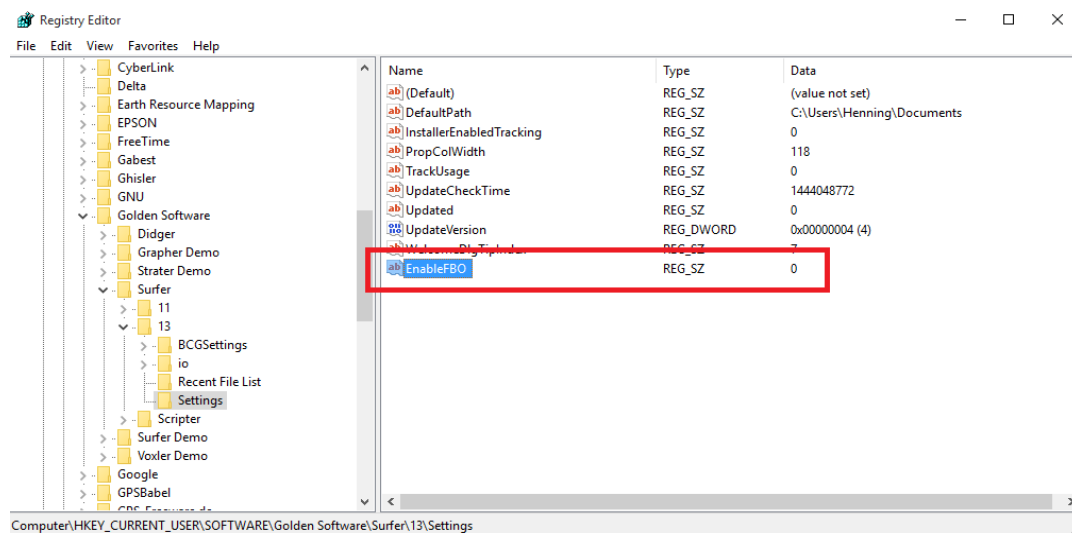 Registry Editor
File Edit View Favorites Help
CyberLink
Delta
Earth Resource Mapping
EPSON
FreeTime
Gabest
Ghisler
GNU
Golden Software
Didger
Grapher Demo
Strater Demo
Surfer
11
13
BCGSettings
io
Recent File List
Settings
Scripter
Surfer Demo
Voxler Demo
Google
GPSBabel
Name Type Data
(Default) REG_SZ (value not set)
DefaultPath REG_SZ C:\Users\Henning\Documents
InstallerEnabledTracking REG_SZ 0
PropColWidth REG_SZ 118
TrackUsage REG_SZ 0
UpdateCheckTime REG_SZ 1444048772
Updated REG_SZ 0
UpdateVersion REG_DWORD 0x00000004 (4)
WelcomeDlgTipIndex REG_SZ 7
EnableFBO REG_SZ 0
Computer\HKEY_CURRENT_USER\SOFTWARE\Golden Software\Surfer\13\Settings